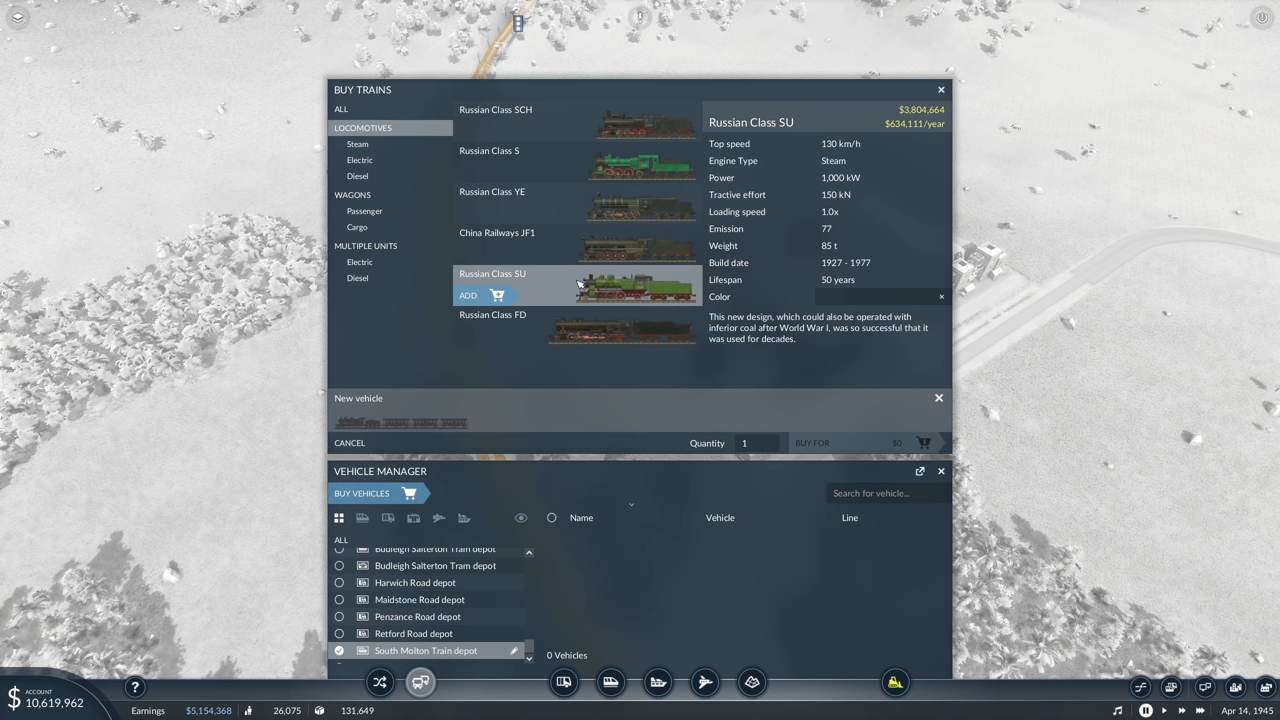 BUY TRAINS
ALL
LOCOMOTIVES
Steam
Electric
Diesel
WAGONS
Passenger
Cargo
MULTIPLE UNITS
Electric
Diesel
Russian Class SCH
Russian Class S
Russian Class YE
China Railways JF1
Russian Class SU
ADD
Russian Class FD
$3,804,664
Russian Class SU
$634,111/year
Top speed 130 km/h
Engine Type Steam
Power 1,000 kW
Tractive effort 150 kN
Loading speed 1.0x
Emission 77
Weight 85 t
Build date 1927 - 1977
Lifespan 50 years
Color
This new design, which could also be operated with
inferior coal after World War I, was so successful that it
was used for decades.
New vehicle
CANCEL Quantity 1 BUY FOR $0
VEHICLE MANAGER
BUY VEHICLES Search for vehicle...
Name Vehicle Line
ALL
Budleigh Salterton Train depot
Budleigh Salterton Tram depot
Harwich Road depot
Maidstone Road depot
Penzance Road depot
Retford Road depot
South Molton Train depot
0 Vehicles
ACCOUNT
$ 10,619,962
?
Earnings $5,154,368 26,075 131,649 Apr 14, 1945